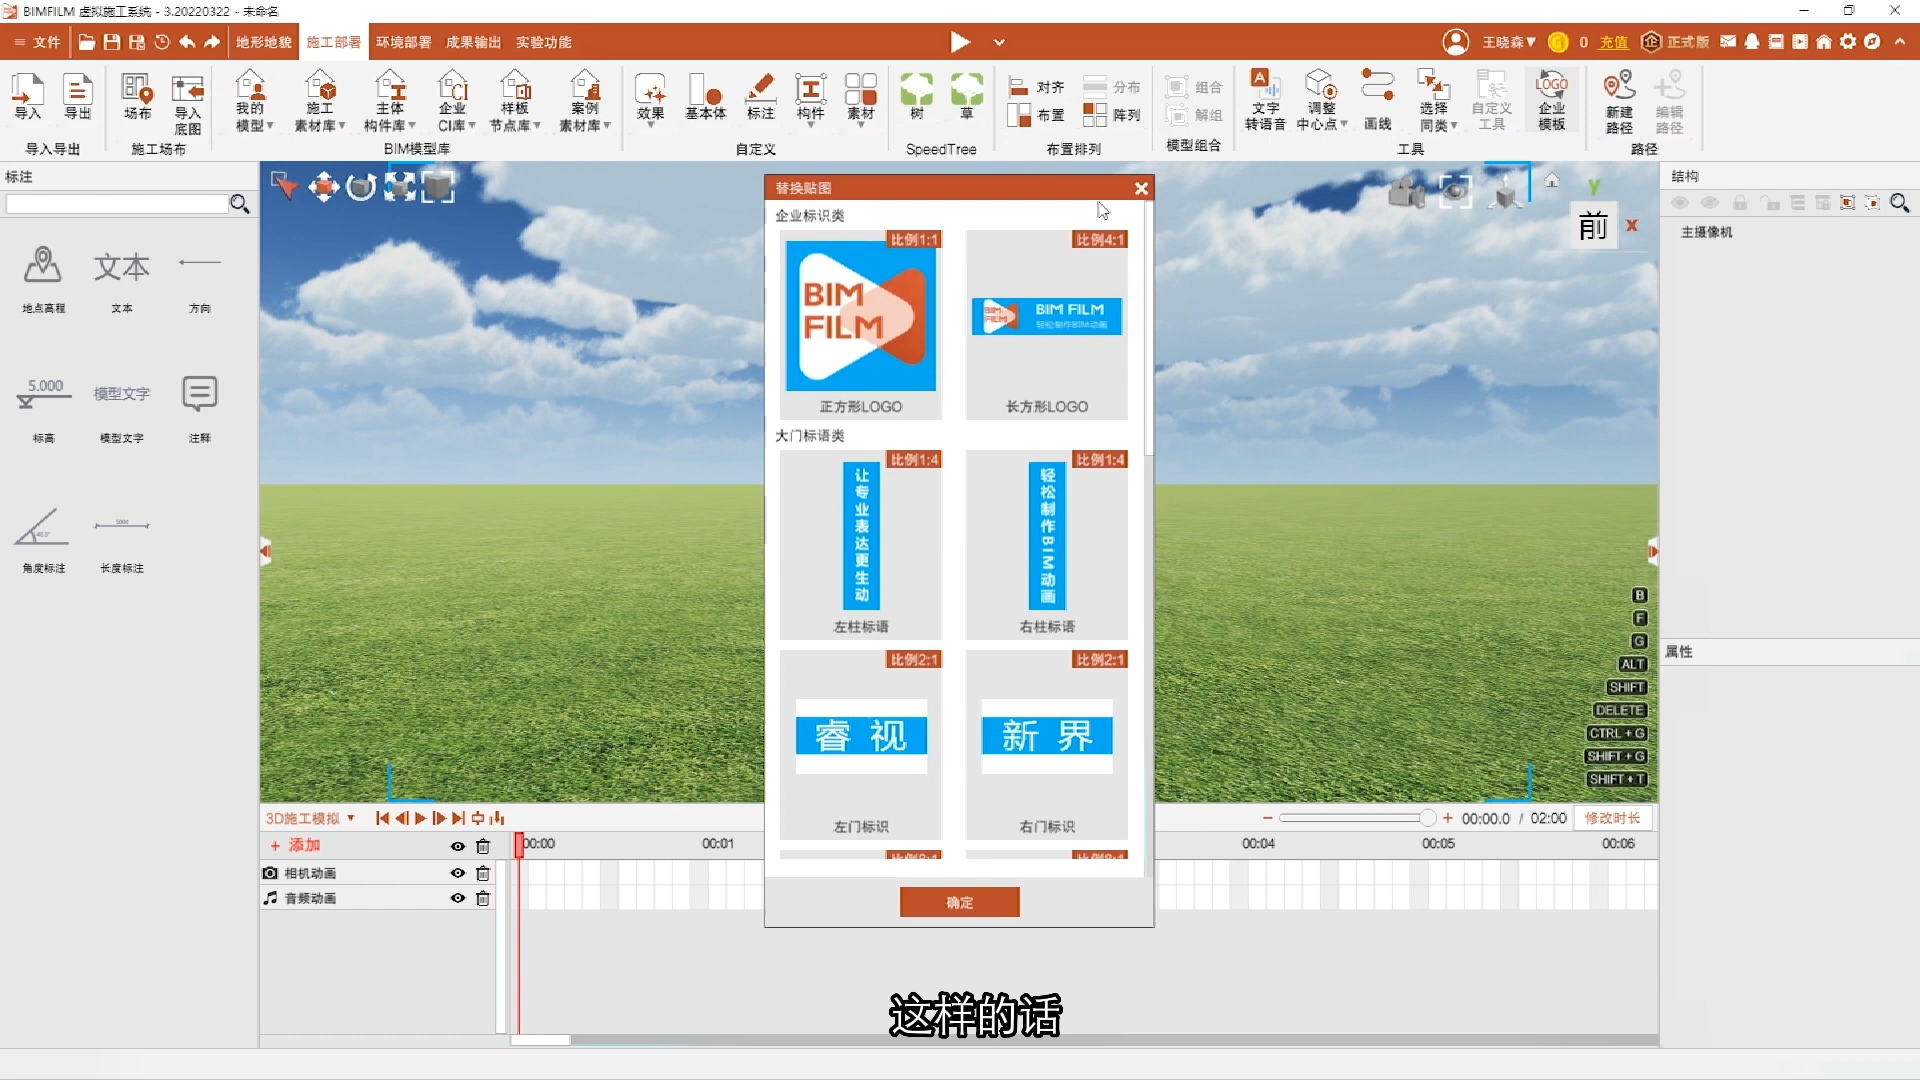 BIMFILM 虚拟施工系统 - 3.20220322 - 未命名
文件
地形地貌 施工部署 环境部署 成果输出 实验功能
王晓森 0 充值 正式版
导入 导出 场布 导入底图
我的模型 施工素材库 主体构件库 企业CI库 样板节点库 案例素材库
效果 基本体 标注 构件 素材 树 草
对齐 分布
布置 阵列
组合
解组
文字转语音 调整中心点 画线 选择同类 自定义工具 LOGO 企业模板 新建路径 编辑路径
导入导出 施工场布 BIM模型库 自定义 SpeedTree 布置排列 模型组合 工具 路径
标注
地点高程 文本 文本 方向
5.000 模型文字
标高 模型文字 注释
角度标注 5000 长度标注
替换贴图
企业标识类
比例1:1 比例4:1
BIM FILM
BIM FILM
轻松制作BIM动画
正方形LOGO 长方形LOGO
大门标语类
比例1:4 比例1:4
让专业表达更生动
轻松制作BIM动画
左柱标语 右柱标语
比例2:1 比例2:1
睿视 新界
左门标识 右门标识
确定
前
Y
X
结构
主摄像机
属性
B
F
G
ALT
SHIFT
DELETE
CTRL + G
SHIFT + G
SHIFT + T
3D施工模拟
00:00.0 / 02:00 修改时长
+ 添加
00:00 00:01 00:04 00:05 00:06
相机动画
音频动画
这样的话